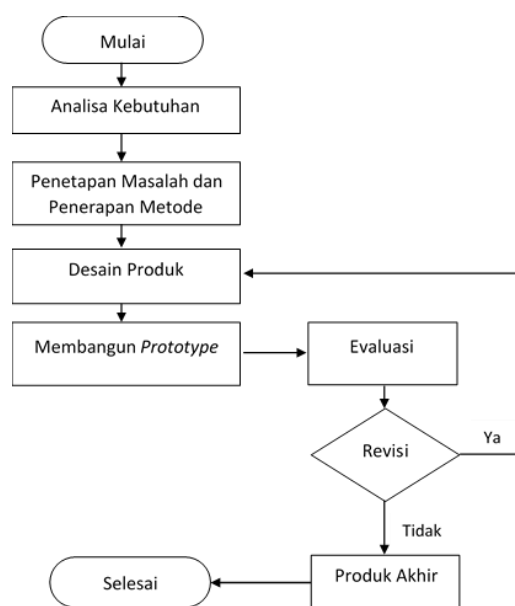 Mulai
Analisa Kebutuhan
Penetapan Masalah dan
Penerapan Metode
Desain Produk
Membangun Prototype
Evaluasi
Revisi
Ya
Tidak
Produk Akhir
Selesai